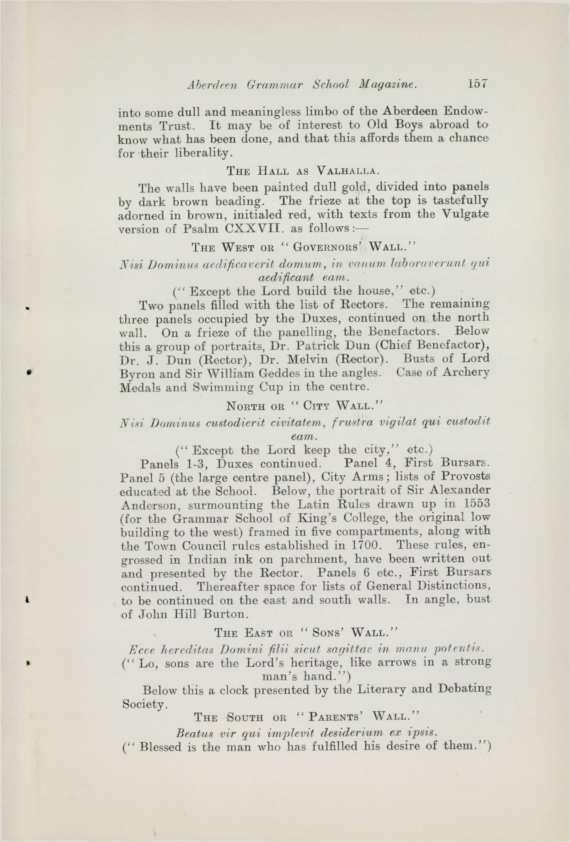 Aberdeen Grammar School Magazine. 157
into some dull and meaningless limbo of the Aberdeen Endow-
ments Trust. It may be of interest to Old Boys abroad to
know what has been done, and that this affords them a chance
for their liberality.
The Hall as Valhalla.
The walls have been painted dull gold, divided into panels
by dark brown beading. The frieze at the top is tastefully
adorned in brown, initialed red, with texts from the Vulgate
version of Psalm CXXVII. as follows:—
The West or "Governors' Wall."
Nisi Dominus aedificaverit domum, in vanum laboraverunt qui
aedificant eam.
("Except the Lord build the house," etc.)
Two panels filled with the list of Rectors. The remaining
three panels occupied by the Duxes, continued on the north
wall. On a frieze of the panelling, the Benefactors. Below
this a group of portraits, Dr. Patrick Dun (Chief Benefactor),
Dr. J. Dun (Rector), Dr. Melvin (Rector). Busts of Lord
Byron and Sir William Geddes in the angles. Case of Archery
Medals and Swimming Cup in the centre.
North or "City Wall."
Nisi Dominus custodierit civitatem, frustra vigilat qui custodit
eam.
("Except the Lord keep the city," etc.)
Panels 1-3, Duxes continued. Panel 4, First Bursars.
Panel 5 (the large centre panel), City Arms; lists of Provosts
educated at the School. Below, the portrait of Sir Alexander
Anderson, surmounting the Latin Rules drawn up in 1553
(for the Grammar School of King's College, the original low
building to the west) framed in five compartments, along with
the Town Council rules established in 1700. These rules, en-
grossed in Indian ink on parchment, have been written out
and presented by the Rector. Panels 6 etc., First Bursars
continued. Thereafter space for lists of General Distinctions,
to be continued on the east and south walls. In angle, bust
of John Hill Burton.
The East or "Sons' Wall."
Ecce hereditas Domini filii sicut sagittae in manu potentis.
("Lo, sons are the Lord's heritage, like arrows in a strong
man's hand.")
Below this a clock presented by the Literary and Debating
Society.
The South or "Parents' Wall."
Beatus vir qui implevit desiderium ex ipsis.
("Blessed is the man who has fulfilled his desire of them.")